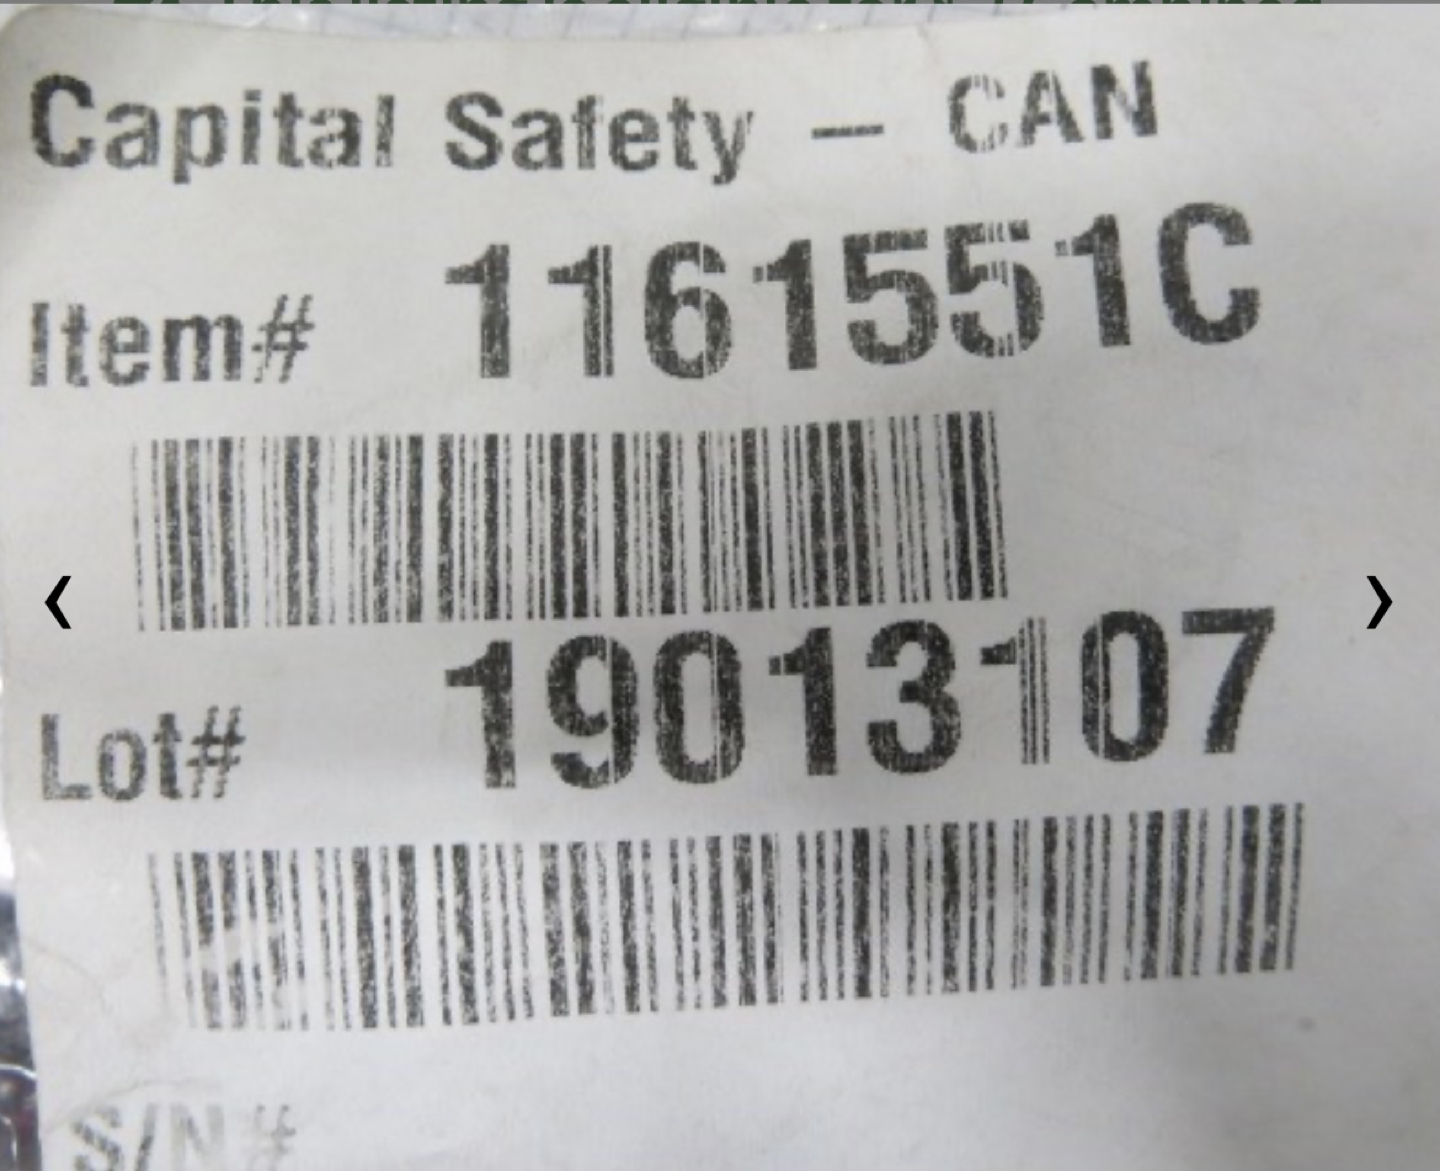 Capital Safety – CAN
Item# 1161551C
Lot# 19013107
S/N#